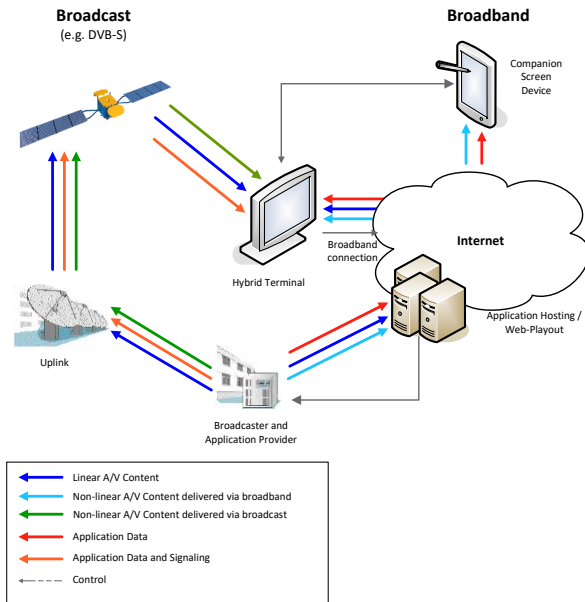 Broadcast
(e.g. DVB-S)
Broadband
Companion
Screen
Device
Internet
Broadband
connection
Hybrid Terminal
Application Hosting /
Web-Playout
Uplink
Broadcaster and
Application Provider
Linear A/V Content
Non-linear A/V Content delivered via broadband
Non-linear A/V Content delivered via broadcast
Application Data
Application Data and Signaling
Control